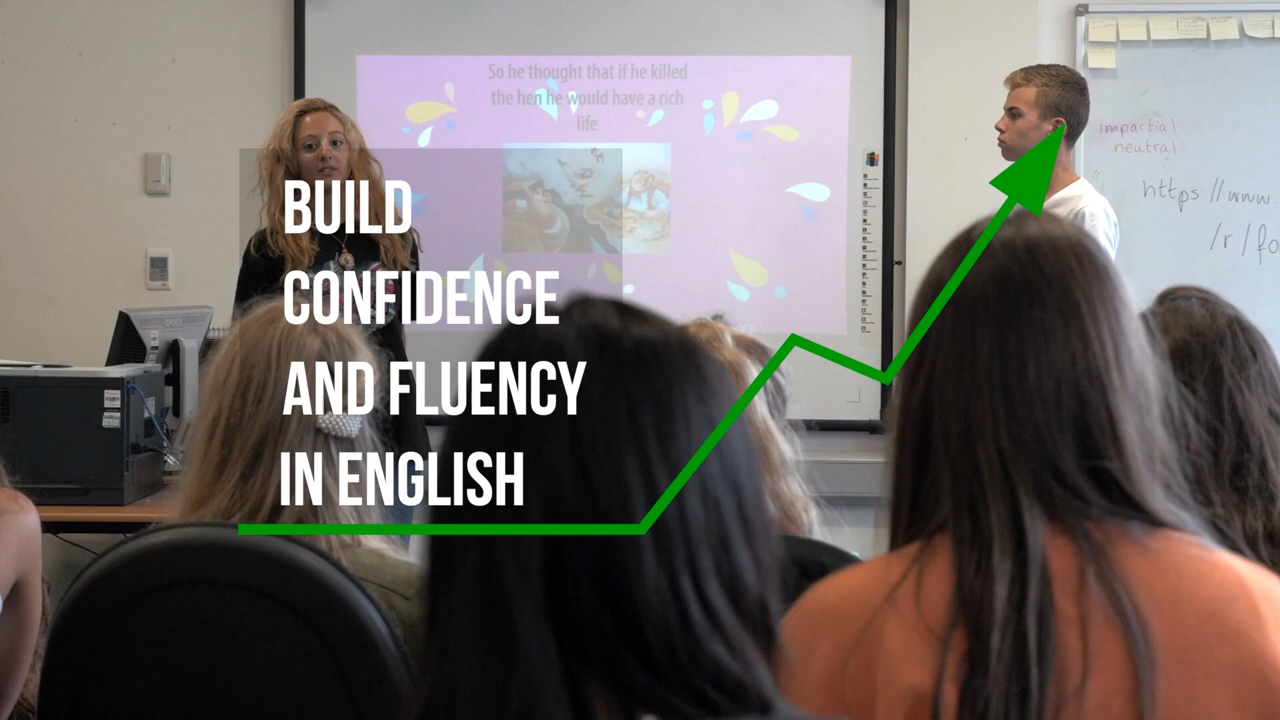 So he thought that if he killed
the hen he would have a rich
life
BUILD
CONFIDENCE
AND FLUENCY
IN ENGLISH
impartial
neutral
https://www.
/r/fo
DELL